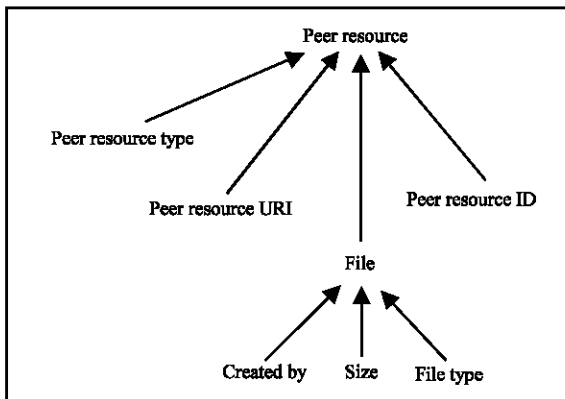 Peer resource
Peer resource type
Peer resource URI
Peer resource ID
File
Created by
Size
File type